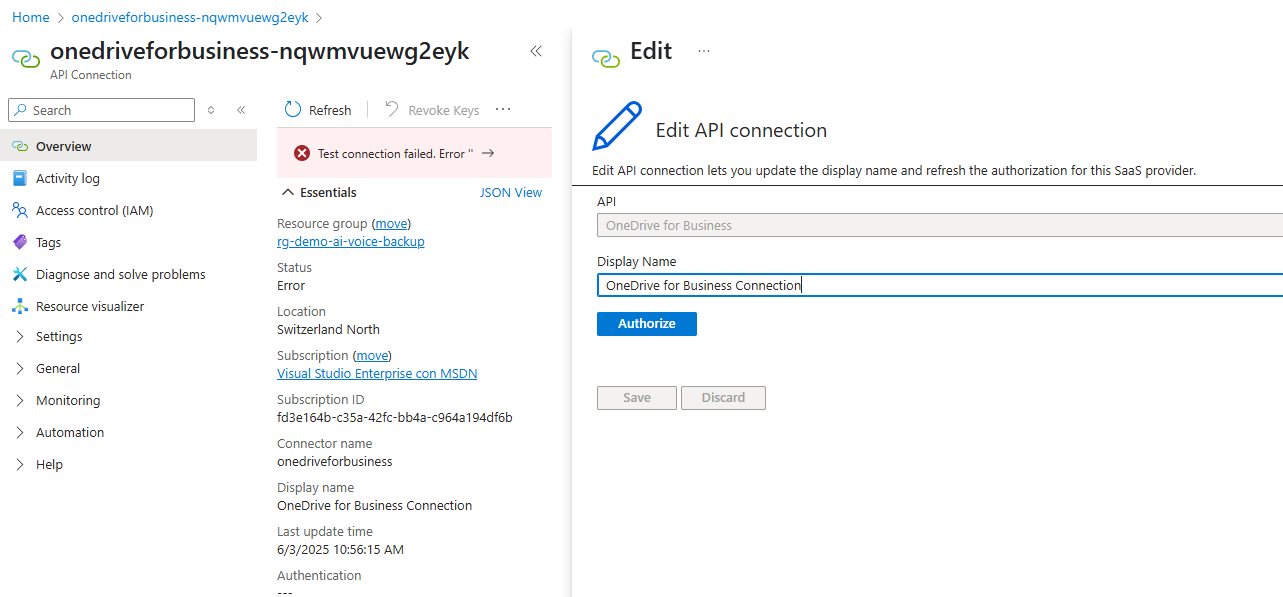 Home > onedriveforbusiness-nqwmvuewg2eyk >
onedriveforbusiness-nqwmvuewg2eyk
API Connection
Search
Overview
Activity log
Access control (IAM)
Tags
Diagnose and solve problems
Resource visualizer
Settings
General
Monitoring
Automation
Help
Refresh
Revoke Keys
Test connection failed. Error '' →
Essentials
JSON View
Resource group (move)
rg-demo-ai-voice-backup
Status
Error
Location
Switzerland North
Subscription (move)
Visual Studio Enterprise con MSDN
Subscription ID
fd3e164b-c35a-42fc-bb4a-c964a194df6b
Connector name
onedriveforbusiness
Display name
OneDrive for Business Connection
Last update time
6/3/2025 10:56:15 AM
Authentication
---
Edit
Edit API connection
Edit API connection lets you update the display name and refresh the authorization for this SaaS provider.
API
OneDrive for Business
Display Name
OneDrive for Business Connection
Authorize
Save
Discard